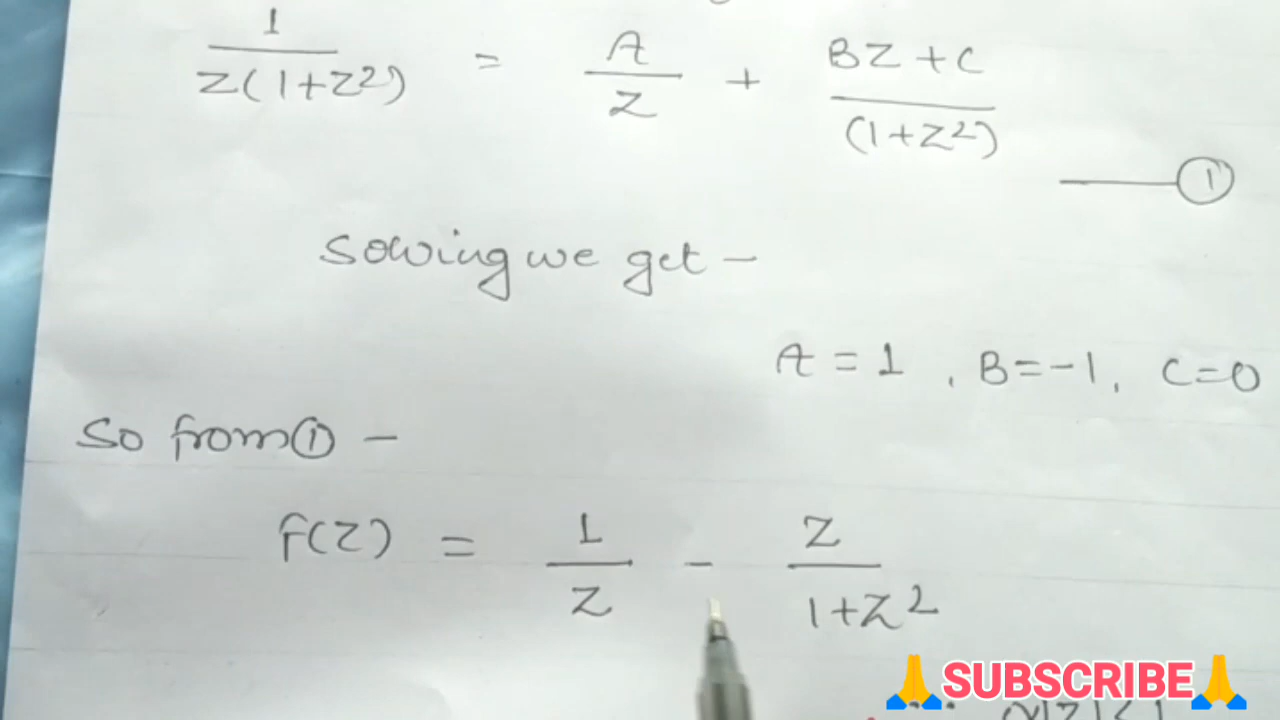 1/Z(1+Z²) = A/Z + BZ+C/(1+Z²)
①
Solving we get –
A = 1 , B=-1, C=0
So from ① –
F(Z) = 1/Z - Z/1+Z²
🙏SUBSCRIBE🙏